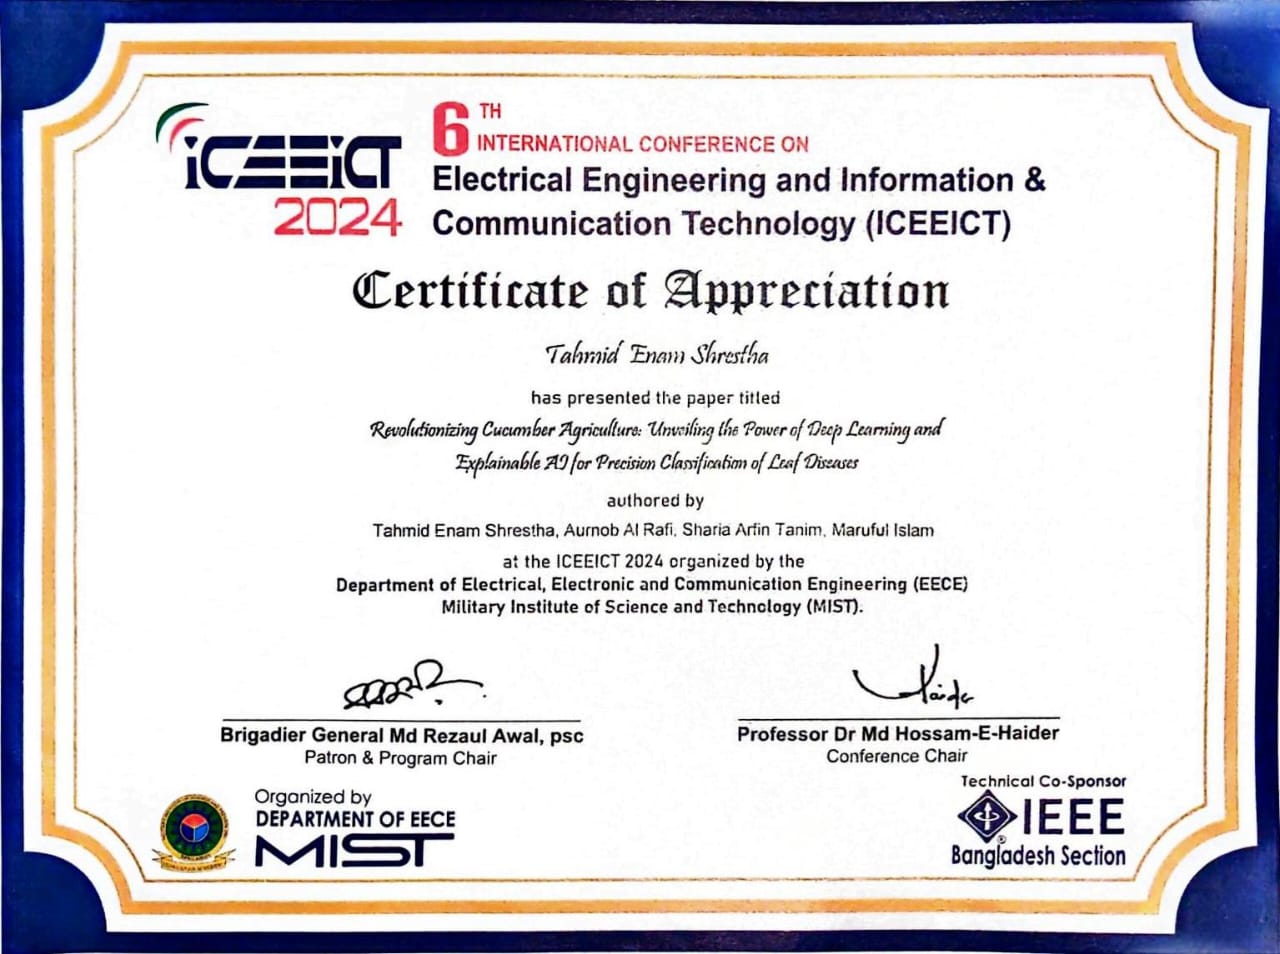 iCEEiCT
2024
6TH
INTERNATIONAL CONFERENCE ON
Electrical Engineering and Information &
Communication Technology (ICEEICT)
Certificate of Appreciation
Tahmid Enam Shrestha
has presented the paper titled
Revolutionizing Cucumber Agriculture: Unveiling the Power of Deep Learning and
Explainable AI for Precision Classification of Leaf Diseases
authored by
Tahmid Enam Shrestha, Aurnob Al Rafi, Sharia Arfin Tanim, Maruful Islam
at the ICEEICT 2024 organized by the
Department of Electrical, Electronic and Communication Engineering (EECE)
Military Institute of Science and Technology (MIST).
Haider
Brigadier General Md Rezaul Awal, psc
Patron & Program Chair
Professor Dr Md Hossam-E-Haider
Conference Chair
Organized by
DEPARTMENT OF EECE
MIST
Technical Co-Sponsor
IEEE
®
Bangladesh Section